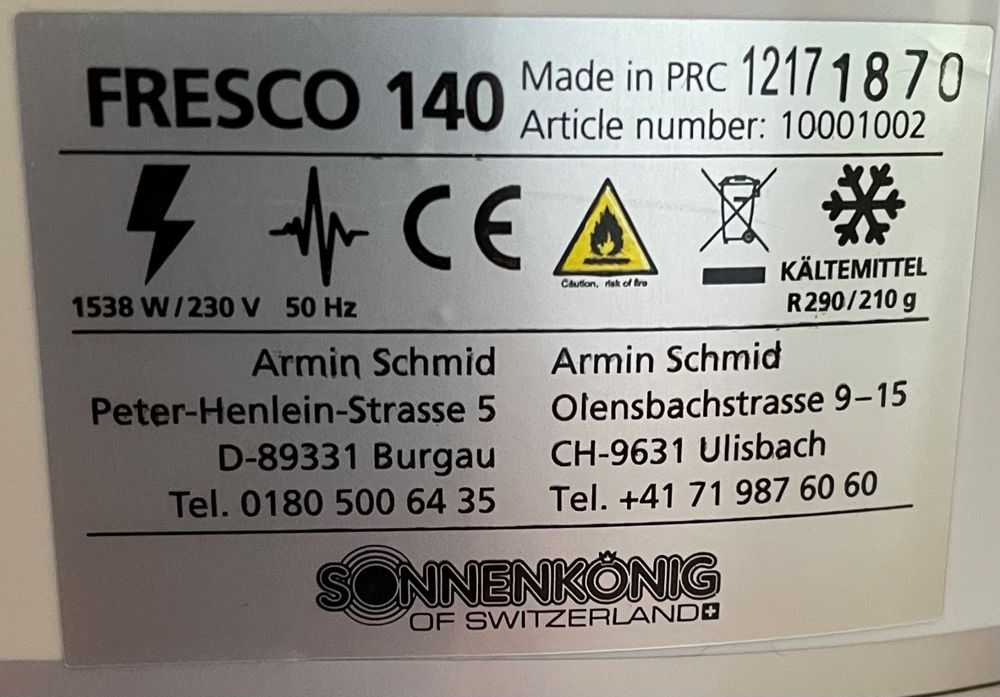 FRESCO 140
Made in PRC 1217 1870
Article number: 10001002
CE
Caution, risk of fire
1538 W/230 V 50 Hz
KÄLTEMITTEL
R290/210 g
Armin Schmid
Peter-Henlein-Strasse 5
D-89331 Burgau
Tel. 0180 500 64 35
Armin Schmid
Olensbachstrasse 9–15
CH-9631 Ulisbach
Tel. +41 71 987 60 60
SONNENKÖNIG
OF SWITZERLAND